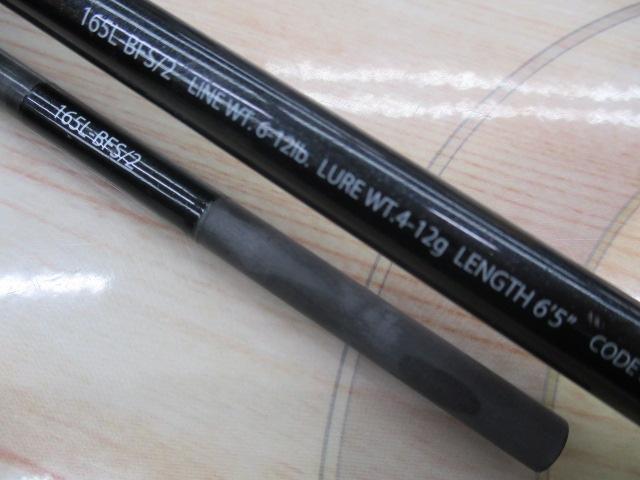 165L-BFS/2 LINE WT. 6-12lb. LURE WT.4-12g LENGTH 6'5" CODE
165L-BFS/2